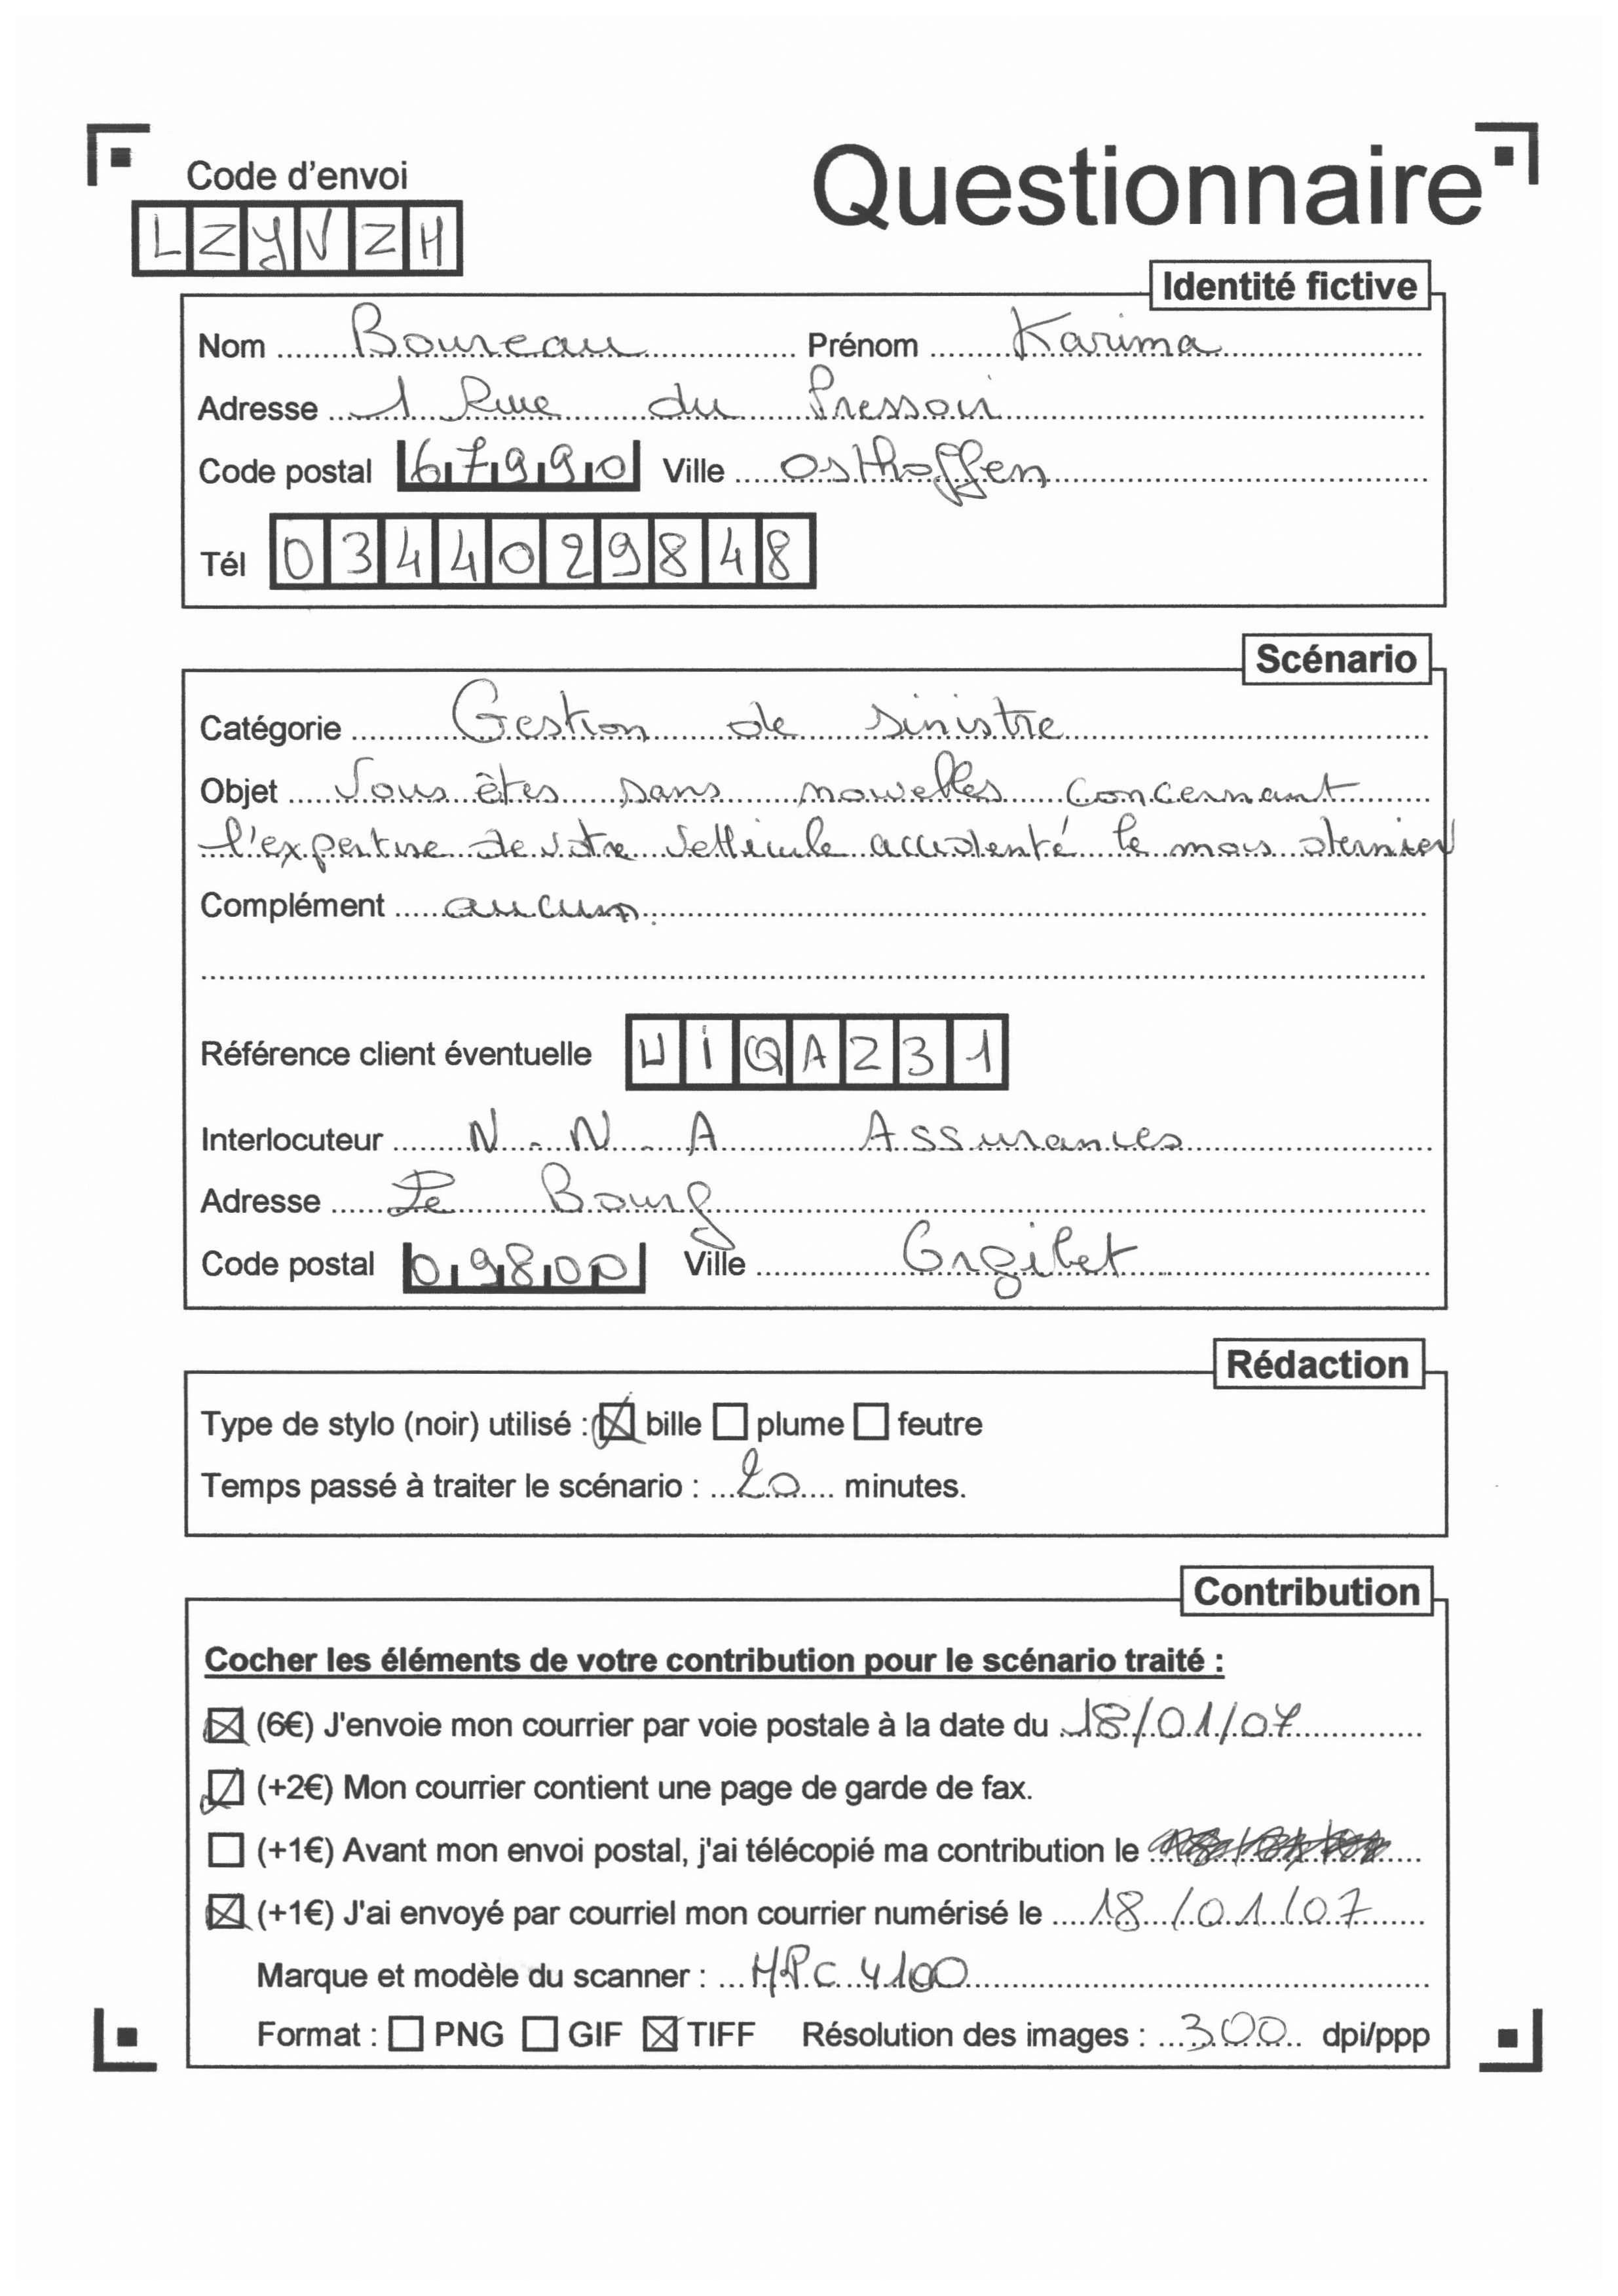 Code d'envoi
Questionnaire
LZYVZH
Identité fictive
Nom Boureau Prénom Karima
Adresse 1 Rue du Pressoir
Code postal 67990 Ville Osthoffen
Tél 0344029848
Scénario
Catégorie Gestion de sinistre
Objet Vous êtes sans nouvelles concernant
l'expertise de votre véhicule accidenté le mois dernier
Complément aucun.
Référence client éventuelle UIQA231
Interlocuteur N.N.A Assurances
Adresse Le Bourg
Code postal 09800 Ville
Rédaction
Type de stylo (noir) utilisé : bille plume feutre
Temps passé à traiter le scénario : 20 minutes.
Contribution
Cocher les éléments de votre contribution pour le scénario traité :
(6€) J'envoie mon courrier par voie postale à la date du 18/01/07
(+2€) Mon courrier contient une page de garde de fax.
(+1€) Avant mon envoi postal, j'ai télécopié ma contribution le
(+1€) J'ai envoyé par courriel mon courrier numérisé le 18/01/07
Marque et modèle du scanner : HPC 4100
Format : PNG GIF TIFF Résolution des images : 300 dpi/ppp